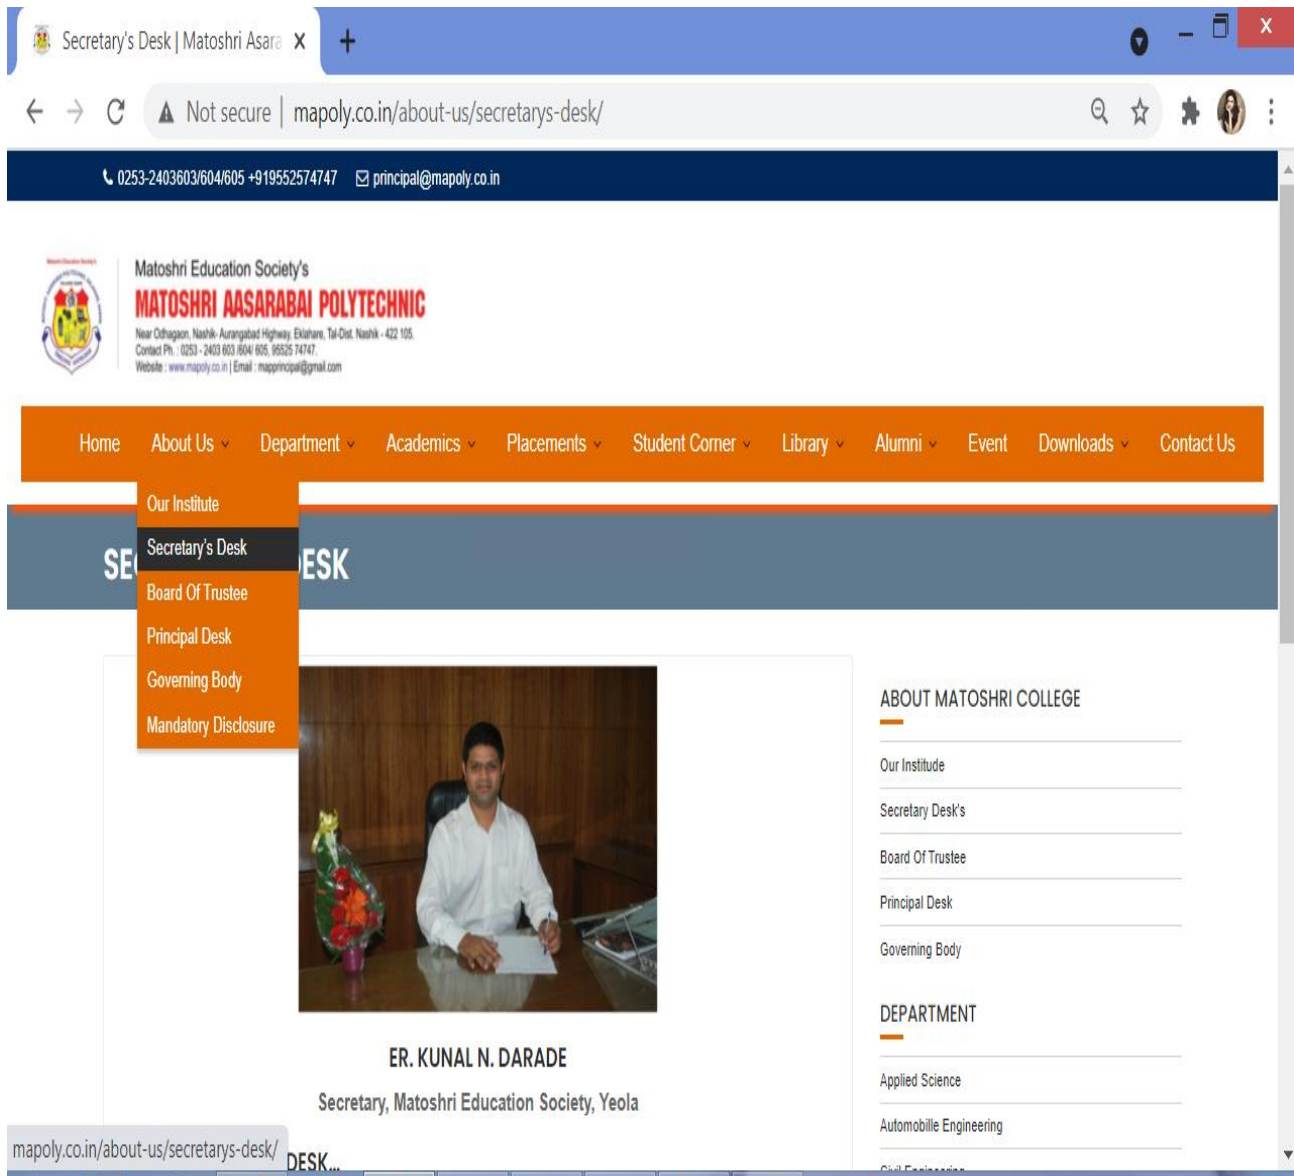 Secretary's Desk | Matoshri Asara
Not secure | mapoly.co.in/about-us/secretarys-desk/
0253-2403603/604/605 +919552574747 principal@mapoly.co.in
Matoshri Education Society's
MATOSHRI AASARABAI POLYTECHNIC
Near Odhagaon, Nashik- Aurangabad Highway, Eklahare, Tal-Dist. Nashik - 422 105.
Contact Ph. : 0253 - 2403 603 /604/ 605, 95525 74747.
Website : www.mapoly.co.in | Email : mapprincipal@gmail.com
Home About Us Department Academics Placements Student Corner Library Alumni Event Downloads Contact Us
Our Institute
Secretary's Desk
Board Of Trustee
Principal Desk
Governing Body
Mandatory Disclosure
SE ESK
ER. KUNAL N. DARADE
Secretary, Matoshri Education Society, Yeola
DESK...
ABOUT MATOSHRI COLLEGE
Our Institude
Secretary Desk's
Board Of Trustee
Principal Desk
Governing Body
DEPARTMENT
Applied Science
Automobille Engineering
Civil Engineering
mapoly.co.in/about-us/secretarys-desk/